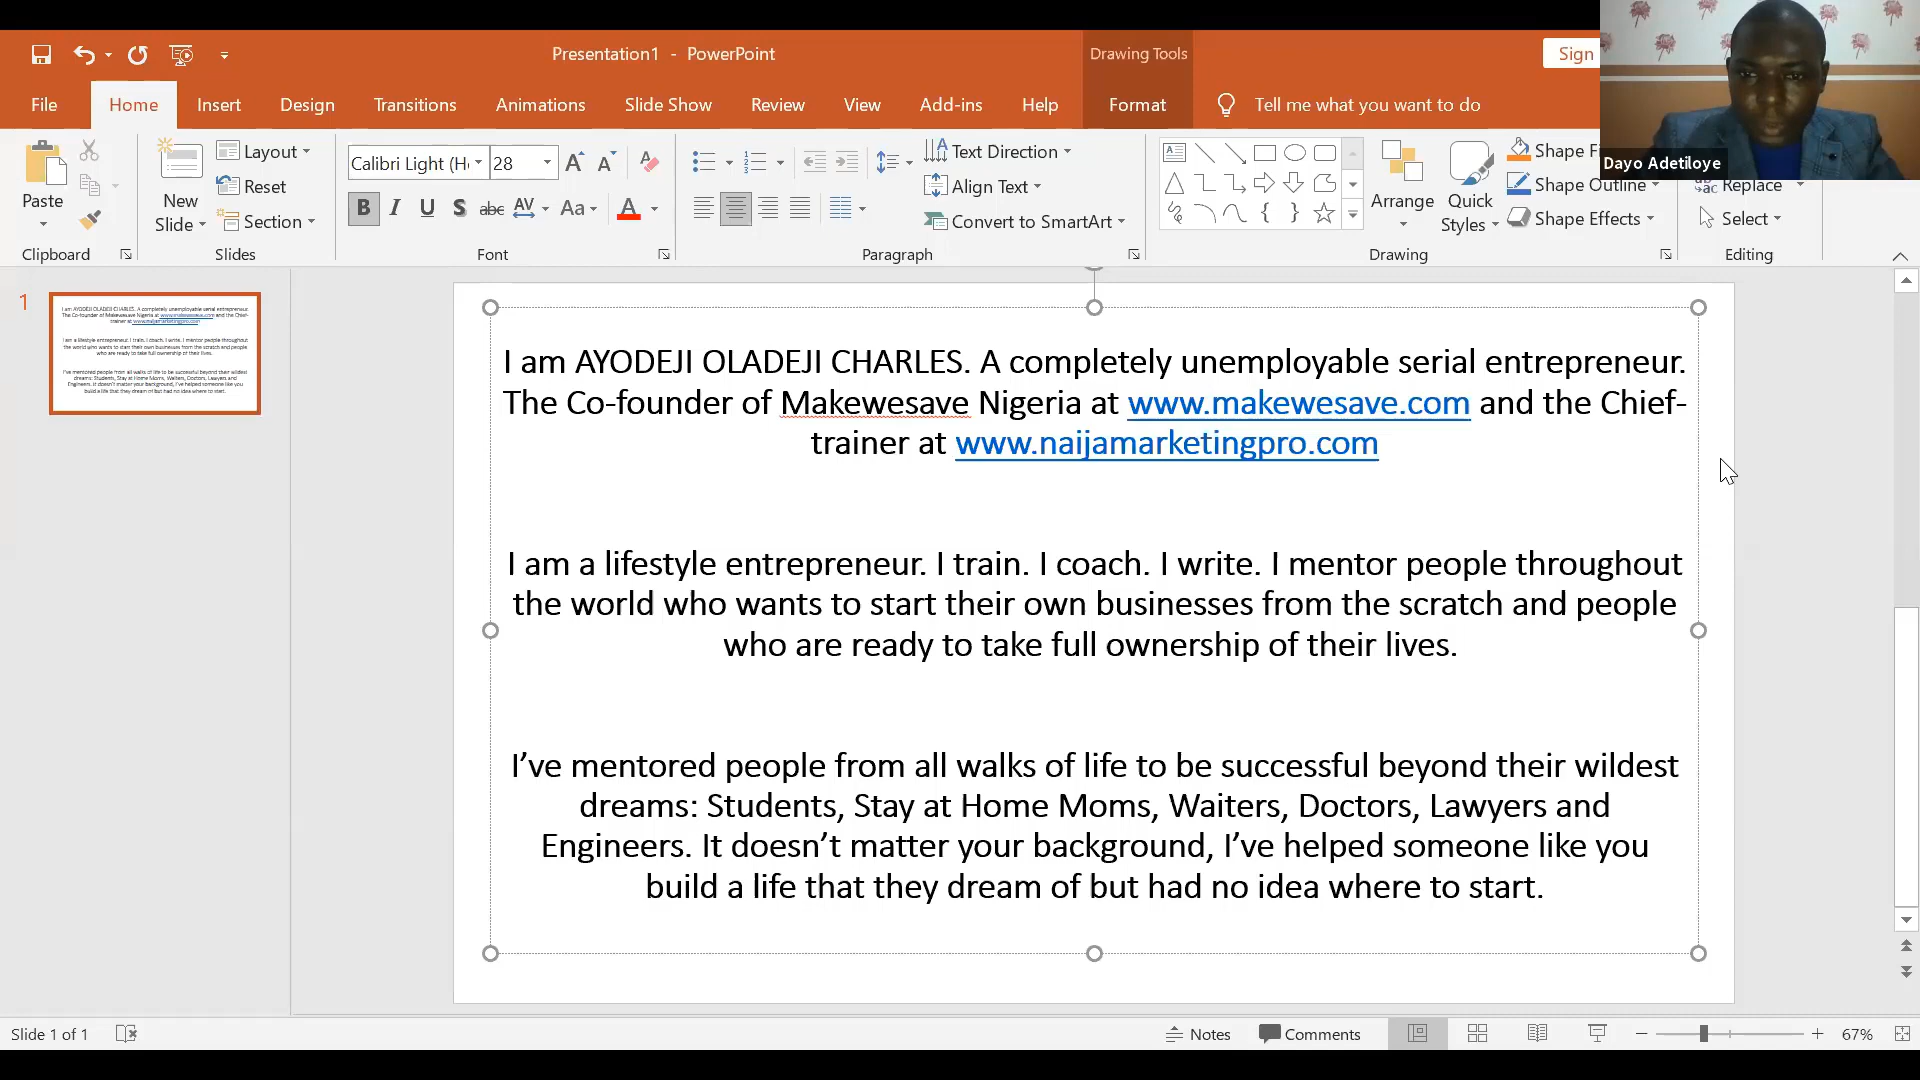 Presentation1 - PowerPoint
Drawing Tools
Sign
File Home Insert Design Transitions Animations Slide Show Review View Add-ins Help Format Tell me what you want to do
Dayo Adetiloye
Paste
Clipboard
New Slide
Layout
Reset
Section
Slides
Calibri Light (H 28
B I U S abc AV Aa A
Font
Text Direction
Align Text
Convert to SmartArt
Paragraph
Arrange
Quick Styles
Shape
Shape Outline
Shape Effects
Drawing
Replace
Select
Editing
1
I am AYODEJI OLADEJI CHARLES. A completely unemployable serial entrepreneur.
The Co-founder of Makewesave Nigeria at www.makewesave.com and the Chief-
trainer at www.naijamarketingpro.com
I am a lifestyle entrepreneur. I train. I coach. I write. I mentor people throughout
the world who wants to start their own businesses from the scratch and people
who are ready to take full ownership of their lives.
I’ve mentored people from all walks of life to be successful beyond their wildest
dreams: Students, Stay at Home Moms, Waiters, Doctors, Lawyers and
Engineers. It doesn’t matter your background, I’ve helped someone like you
build a life that they dream of but had no idea where to start.
Slide 1 of 1
Notes
Comments
67%